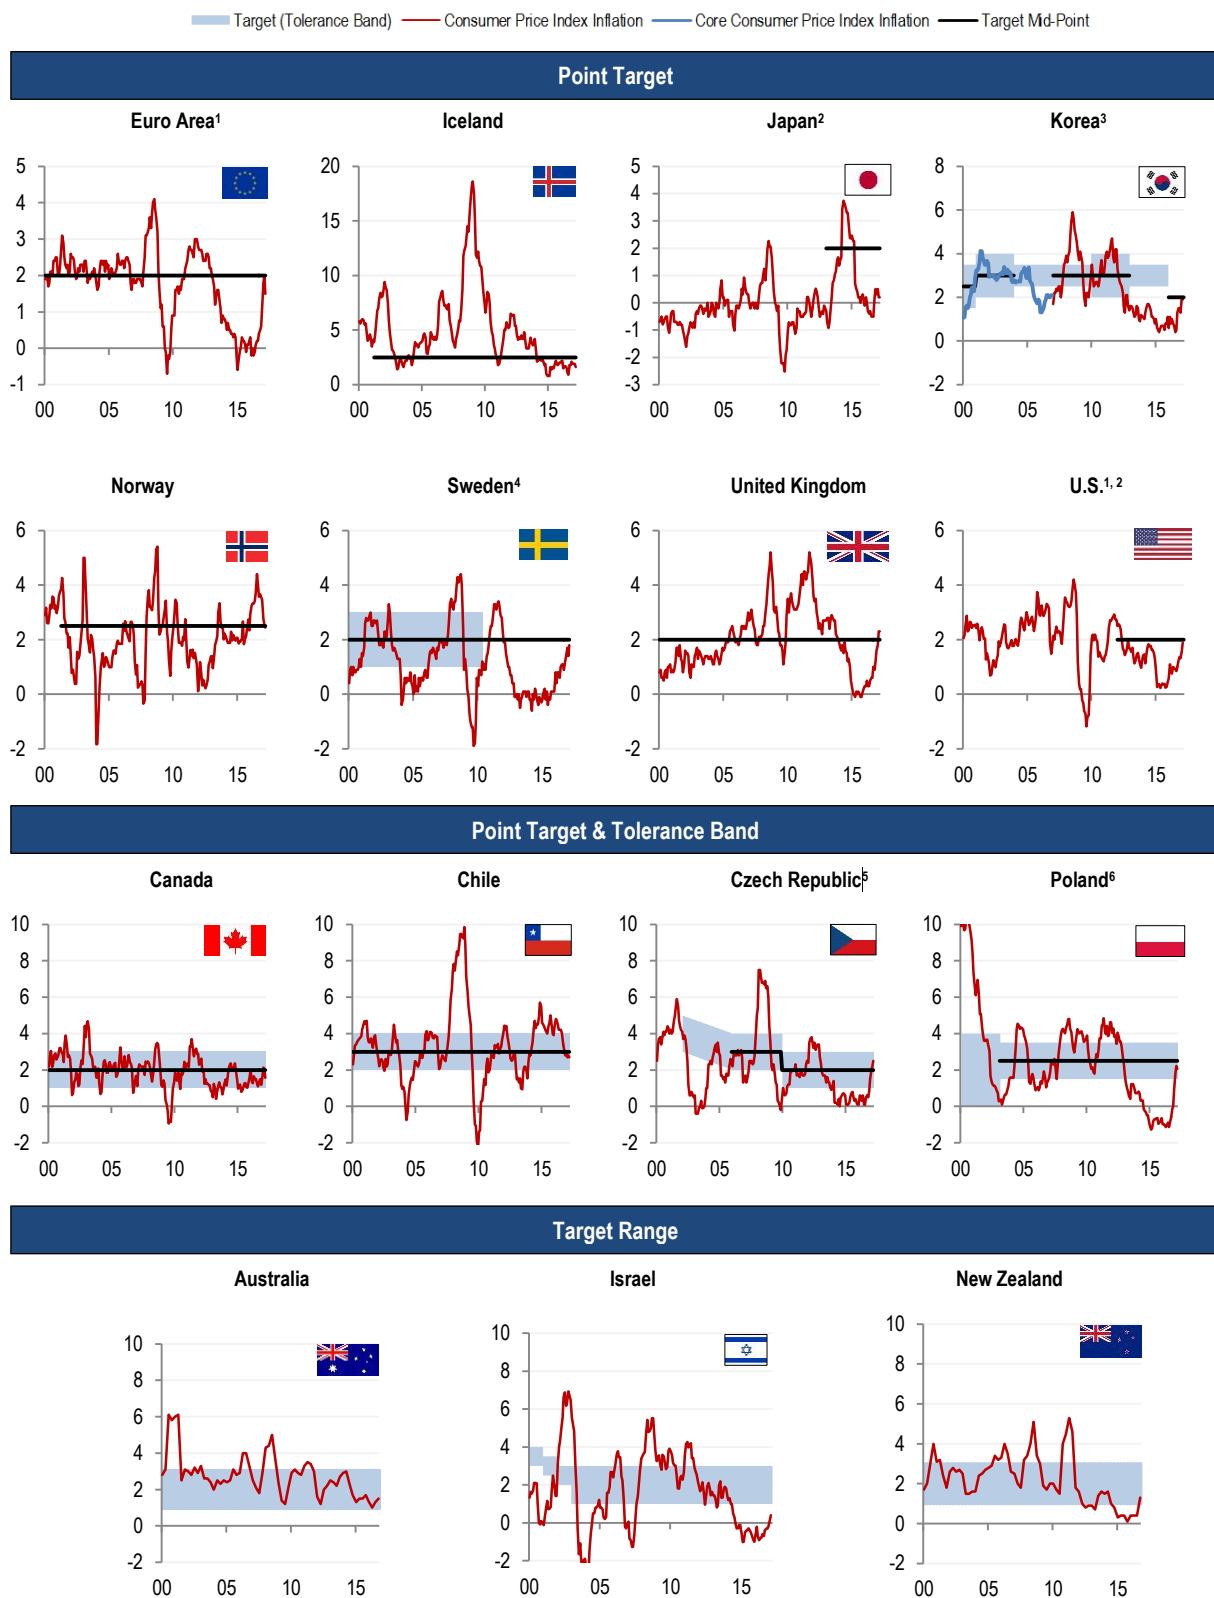 Target (Tolerance Band) Consumer Price Index Inflation Core Consumer Price Index Inflation Target Mid-Point
Point Target
Euro Area¹ Iceland Japan² Korea³
5 20 5 8
4 4
3 15 3 6
2 10 2 4
1 1 2
0 5 0 0
-1 0 -1 -2
-2
-3
00 05 10 15 00 05 10 15 00 05 10 15 00 05 10 15
Norway Sweden⁴ United Kingdom U.S.¹, ²
6 6 6 6
4 4 4 4
2 2 2 2
0 0 0 0
-2 -2 -2 -2
00 05 10 15 00 05 10 15 00 05 10 15 00 05 10 15
Point Target & Tolerance Band
Canada Chile Czech Republic⁵ Poland⁶
10 10 10 10
8 8 8 8
6 6 6 6
4 4 4 4
2 2 2 2
0 0 0 0
-2 -2 -2 -2
00 05 10 15 00 05 10 15 00 05 10 15 00 05 10 15
Target Range
Australia Israel New Zealand
10 10 10
8 8 8
6 6 6
4 4 4
2 2 2
0 0 0
-2 -2 -2
00 05 10 15 00 05 10 15 00 05 10 15